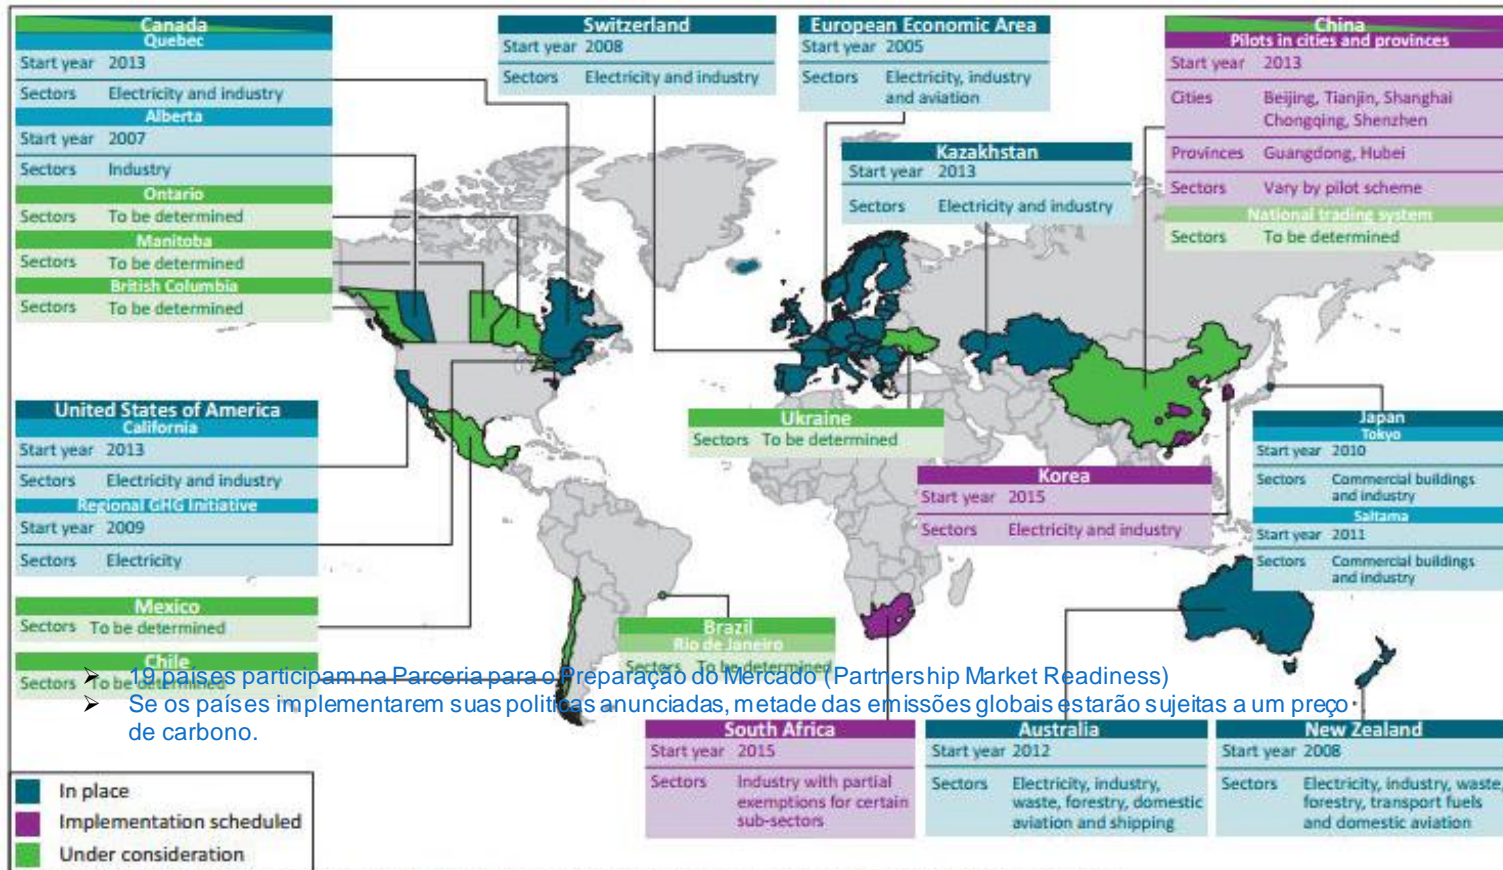 Canada
Quebec
Start year 2013
Sectors Electricity and industry
Alberta
Start year 2007
Sectors Industry
Ontario
Sectors To be determined
Manitoba
Sectors To be determined
British Columbia
Sectors To be determined
Switzerland
Start year 2008
Sectors Electricity and industry
European Economic Area
Start year 2005
Sectors Electricity, industry
and aviation
Kazakhstan
Start year 2013
Sectors Electricity and industry
China
Pilots in cities and provinces
Start year 2013
Cities Beijing, Tianjin, Shanghai
Chongqing, Shenzhen
Provinces Guangdong, Hubei
Sectors Vary by pilot scheme
National trading system
Sectors To be determined
United States of America
California
Start year 2013
Sectors Electricity and industry
Regional GHG Initiative
Start year 2009
Sectors Electricity
Mexico
Sectors To be determined
Chile
Sectors To be determined
Ukraine
Sectors To be determined
Korea
Start year 2015
Sectors Electricity and industry
Japan
Tokyo
Start year 2010
Sectors Commercial buildings
and industry
Saitama
Start year 2011
Sectors Commercial buildings
and industry
Brazil
Rio de Janeiro
Sectors To be determined
➢ 19 países participam na Parceria para o Preparação do Mercado (Partnership Market Readiness)
➢ Se os países implementarem suas politicas anunciadas, metade das emissões globais estarão sujeitas a um preço
de carbono.
South Africa
Start year 2015
Sectors Industry with partial
exemptions for certain
sub-sectors
Australia
Start year 2012
Sectors Electricity, industry,
waste, forestry, domestic
aviation and shipping
New Zealand
Start year 2008
Sectors Electricity, industry, waste,
forestry, transport fuels
and domestic aviation
In place
Implementation scheduled
Under consideration